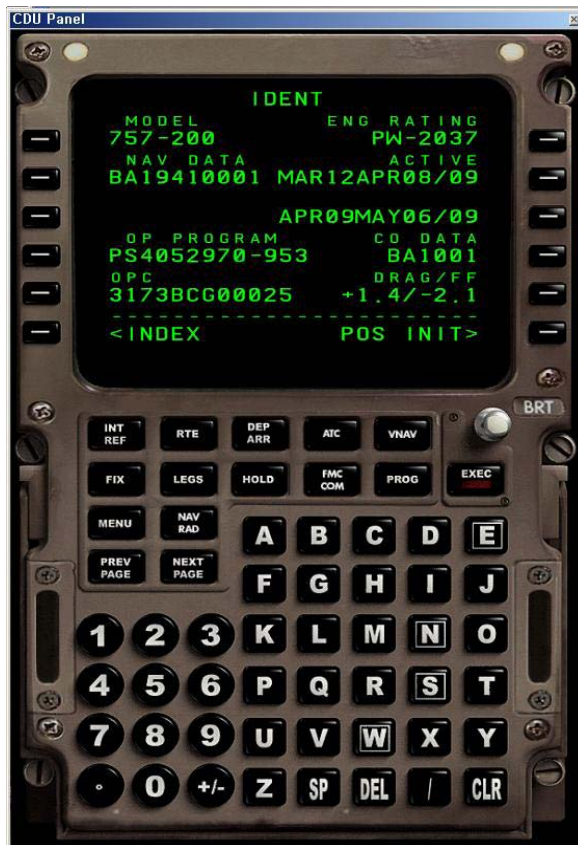 CDU Panel
IDENT
MODEL ENG RATING
757-200 PW-2037
NAV DATA ACTIVE
BA19410001 MAR12APR08/09
APR09MAY06/09
OP PROGRAM CO DATA
PS4052970-953 BA1001
OPC DRAG/FF
3173BCG00025 +1.4/-2.1
<INDEX POS INIT>
BRT
INT REF RTE DEP ARR ATC VNAV
FIX LEGS HOLD FMC COM PROG EXEC
MENU NAV RAD
PREV PAGE NEXT PAGE
A B C D E
F G H I J
1 2 3 K L M N O
4 5 6 P Q R S T
7 8 9 U V W X Y
. 0 +/- Z SP DEL / CLR